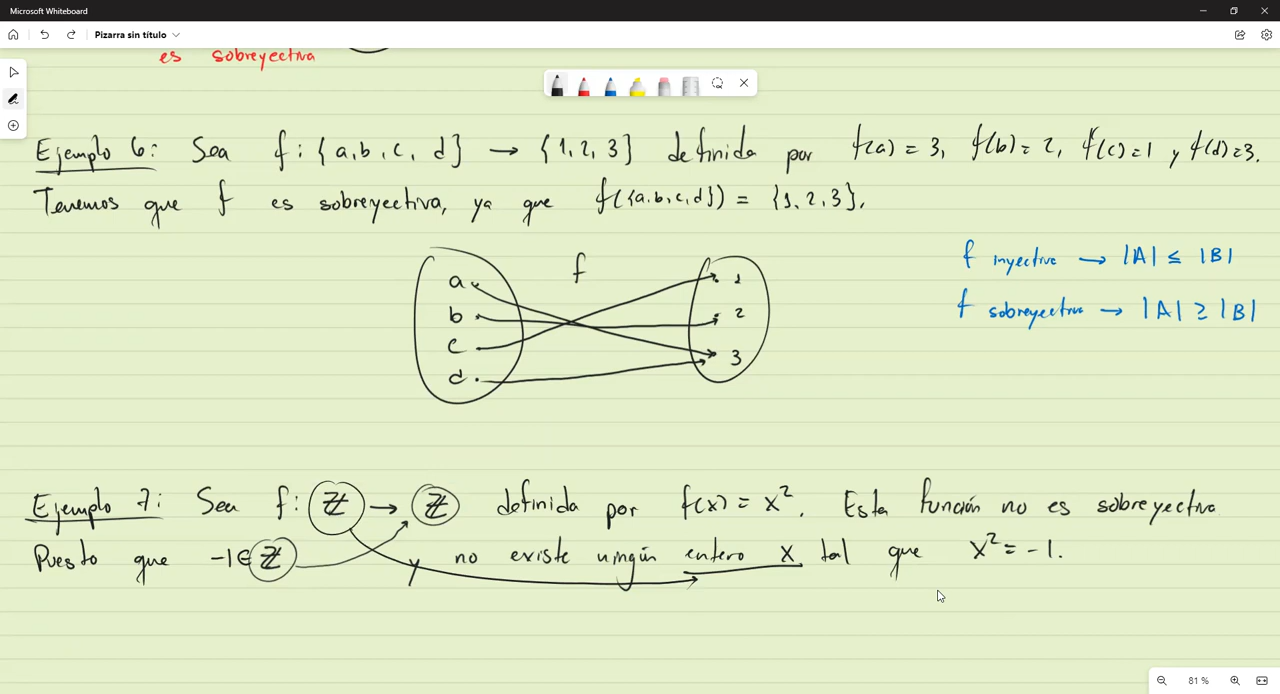 Microsoft Whiteboard
Pizarra sin título
es sobreyectiva
Ejemplo 6: Sea f: {a,b,c,d} → {1,2,3} definida por f(a)=3, f(b)=2, f(c)=1 y f(d)=3.
Tenemos que f es sobreyectiva, ya que f({a,b,c,d}) = {1,2,3}.
f
a
b
c
d
1
2
3
f inyectiva → |A| ≤ |B|
f sobreyectiva → |A| ≥ |B|
Ejemplo 7: Sea f: ℤ → ℤ definida por f(x) = x². Esta función no es sobreyectiva
Puesto que -1 ∈ ℤ y no existe ningún entero x tal que x² = -1.
81 %